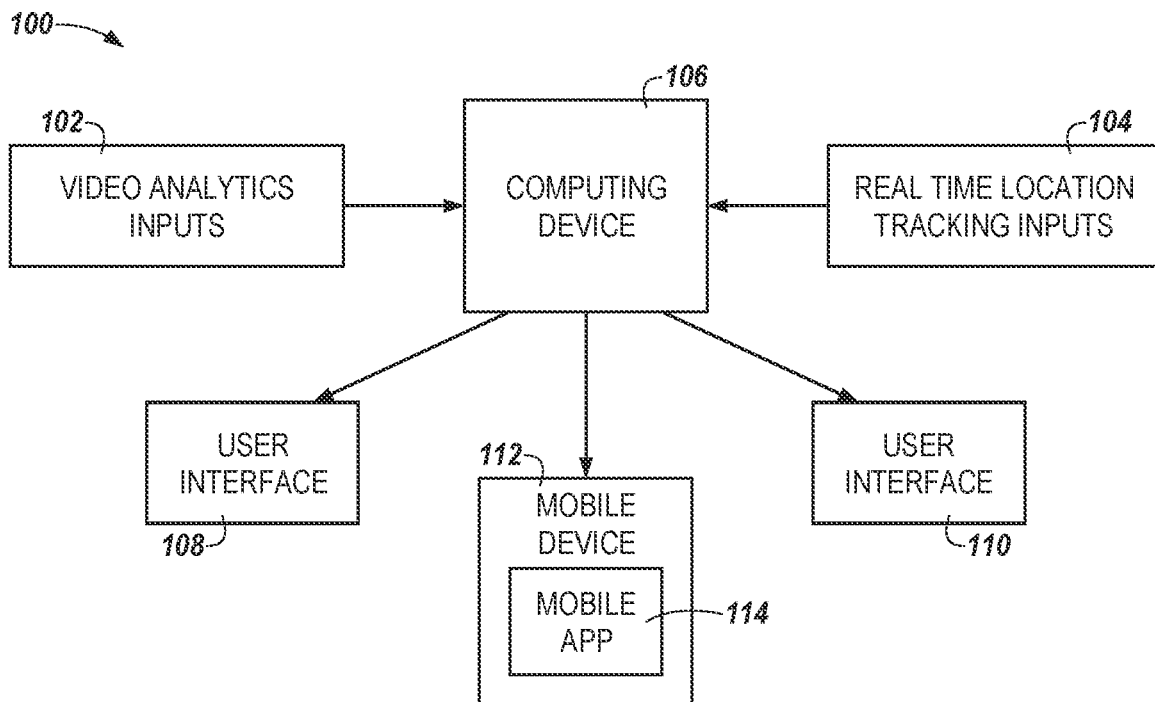 100
106
102
104
VIDEO ANALYTICS
INPUTS
COMPUTING
DEVICE
REAL TIME LOCATION
TRACKING INPUTS
USER
INTERFACE
108
112
MOBILE
DEVICE
MOBILE
APP
114
USER
INTERFACE
110